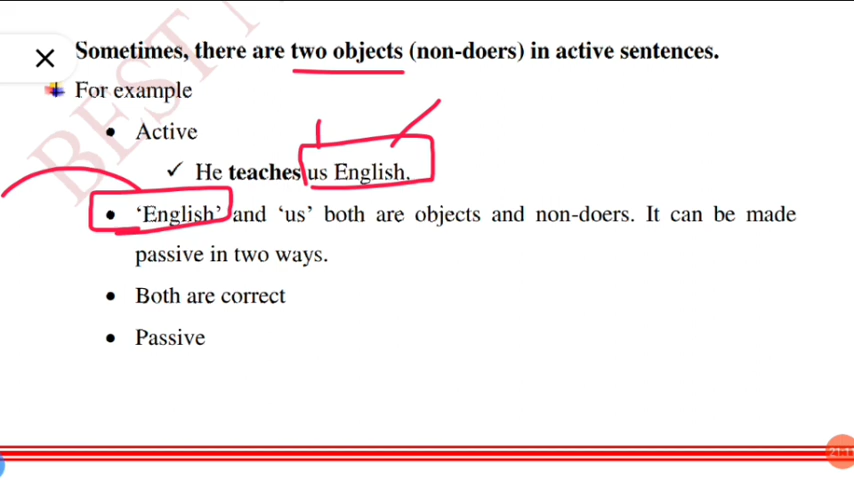 Sometimes, there are two objects (non-doers) in active sentences.
For example
Active
He teaches us English.
‘English’ and ‘us’ both are objects and non-doers. It can be made
passive in two ways.
Both are correct
Passive